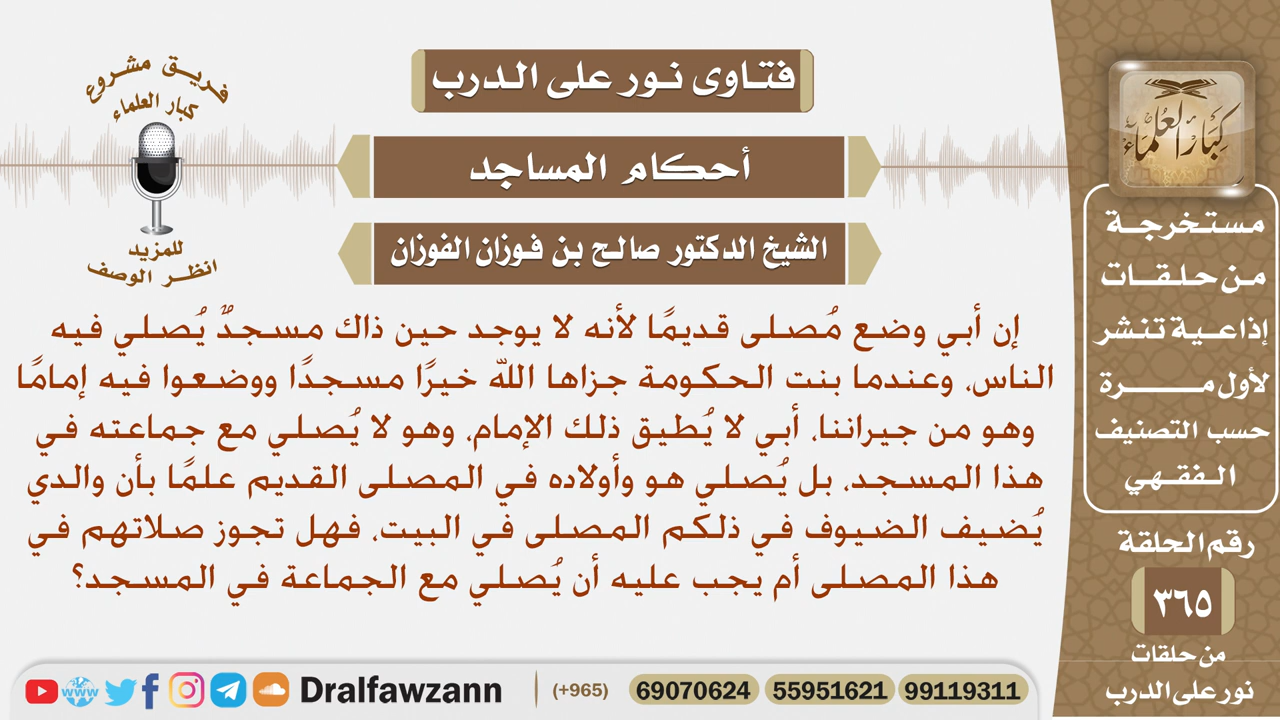 فتاوى نور على الدرب
أحكام المساجد
الشيخ الدكتور صالح بن فوزان الفوزان
إن أبي وضع مُصلى قديمًا لأنه لا يوجد حين ذاك مسجدٌ يُصلي فيه
الناس، وعندما بنت الحكومة جزاها الله خيرًا مسجدًا ووضعوا فيه إمامًا
وهو من جيراننا، أبي لا يُطيق ذلك الإمام، وهو لا يُصلي مع جماعته في
هذا المسجد، بل يُصلي هو وأولاده في المصلى القديم علمًا بأن والدي
يُضيف الضيوف في ذلكم المصلى في البيت، فهل تجوز صلاتهم في
هذا المصلى أم يجب عليه أن يُصلي مع الجماعة في المسجد؟
فريق مشروع
كبار العلماء
للمزيد
انظر الوصف
كبار العلماء
مستخرجة
من حلقات
إذاعية تنشر
لأول مرة
حسب التصنيف
الفقهي
رقم الحلقة
٣٦٥
من حلقات
نور على الدرب
www
Dralfawzann
(+965)
69070624
55951621
99119311